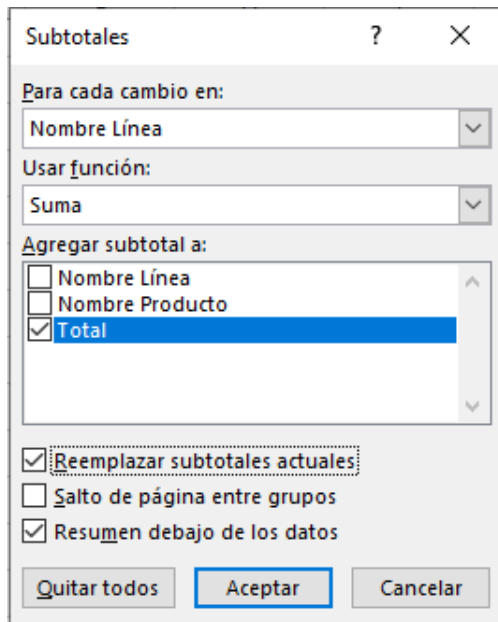 Subtotales ?
Para cada cambio en:
Nombre Línea
Usar función:
Suma
Agregar subtotal a:
Nombre Línea
Nombre Producto
Total
Reemplazar subtotales actuales
Salto de página entre grupos
Resumen debajo de los datos
Quitar todos Aceptar Cancelar